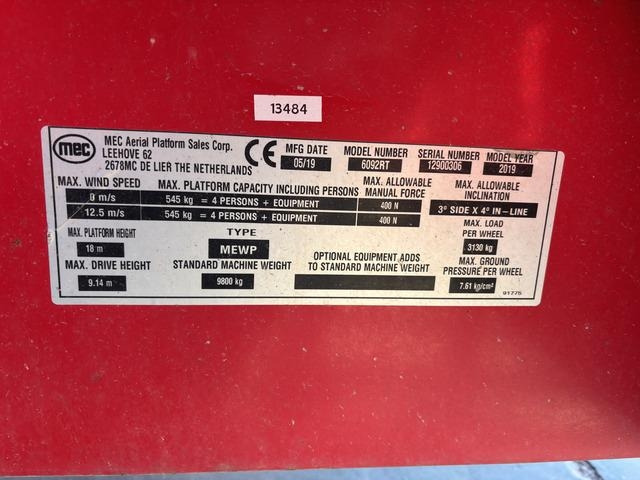 13484
mec
MEC Aerial Platform Sales Corp.
LEEHOVE 62
2678MC DE LIER THE NETHERLANDS
CE
MFG DATE
05/19
MODEL NUMBER
6092RT
SERIAL NUMBER
12900306
MODEL YEAR
2019
MAX. WIND SPEED
0 m/s
12.5 m/s
MAX. PLATFORM CAPACITY INCLUDING PERSONS
545 kg = 4 PERSONS + EQUIPMENT
545 kg = 4 PERSONS + EQUIPMENT
MAX. ALLOWABLE
MANUAL FORCE
400 N
400 N
MAX. ALLOWABLE
INCLINATION
3º SIDE X 4º IN-LINE
MAX. PLATFORM HEIGHT
18 m
TYPE
MEWP
MAX. LOAD
PER WHEEL
3130 kg
MAX. DRIVE HEIGHT
9.14 m
STANDARD MACHINE WEIGHT
9800 kg
OPTIONAL EQUIPMENT ADDS
TO STANDARD MACHINE WEIGHT
MAX. GROUND
PRESSURE PER WHEEL
7.61 kg/cm²
91775